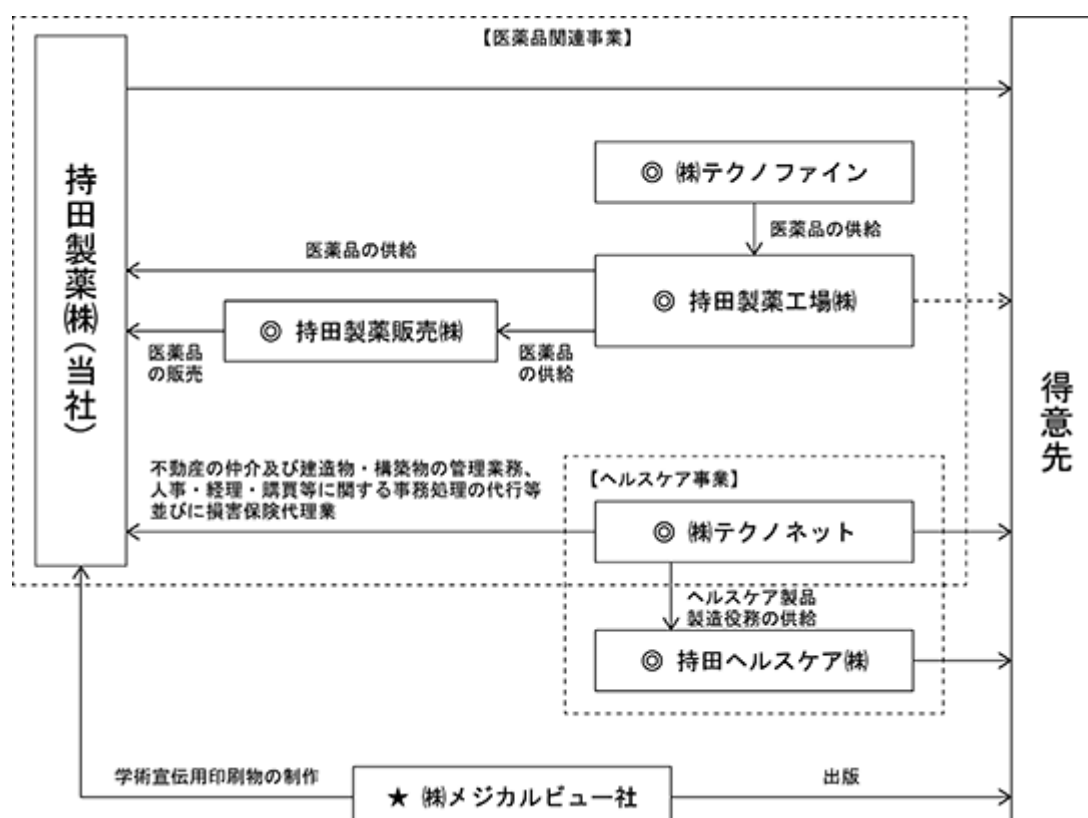 【医薬品関連事業】
持田製薬㈱(当社)
◎ ㈱テクノファイン
医薬品の供給
医薬品の供給
◎ 持田製薬工場㈱
◎ 持田製薬販売㈱
医薬品
の販売
医薬品
の供給
得意先
不動産の仲介及び建造物・構築物の管理業務、
人事・経理・購買等に関する事務処理の代行等
並びに損害保険代理業
【ヘルスケア事業】
◎ ㈱テクノネット
ヘルスケア製品
製造役務の供給
◎ 持田ヘルスケア㈱
学術宣伝用印刷物の制作
★ ㈱メジカルビュー社
出版